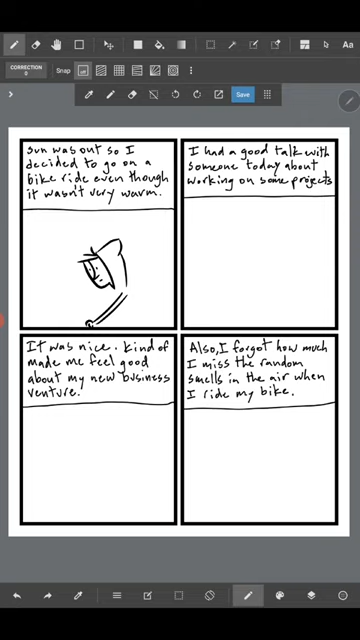 CORRECTION
0
Snap
off
Save
Aa
sun was out so I
decided to go on a
bike ride even though
it wasn't very warm.
I had a good talk with
someone today about
working on some projects
It was nice. Kind of
made me feel good
about my new business
venture.
Also, I forgot how much
I miss the random
smells in the air when
I ride my bike.